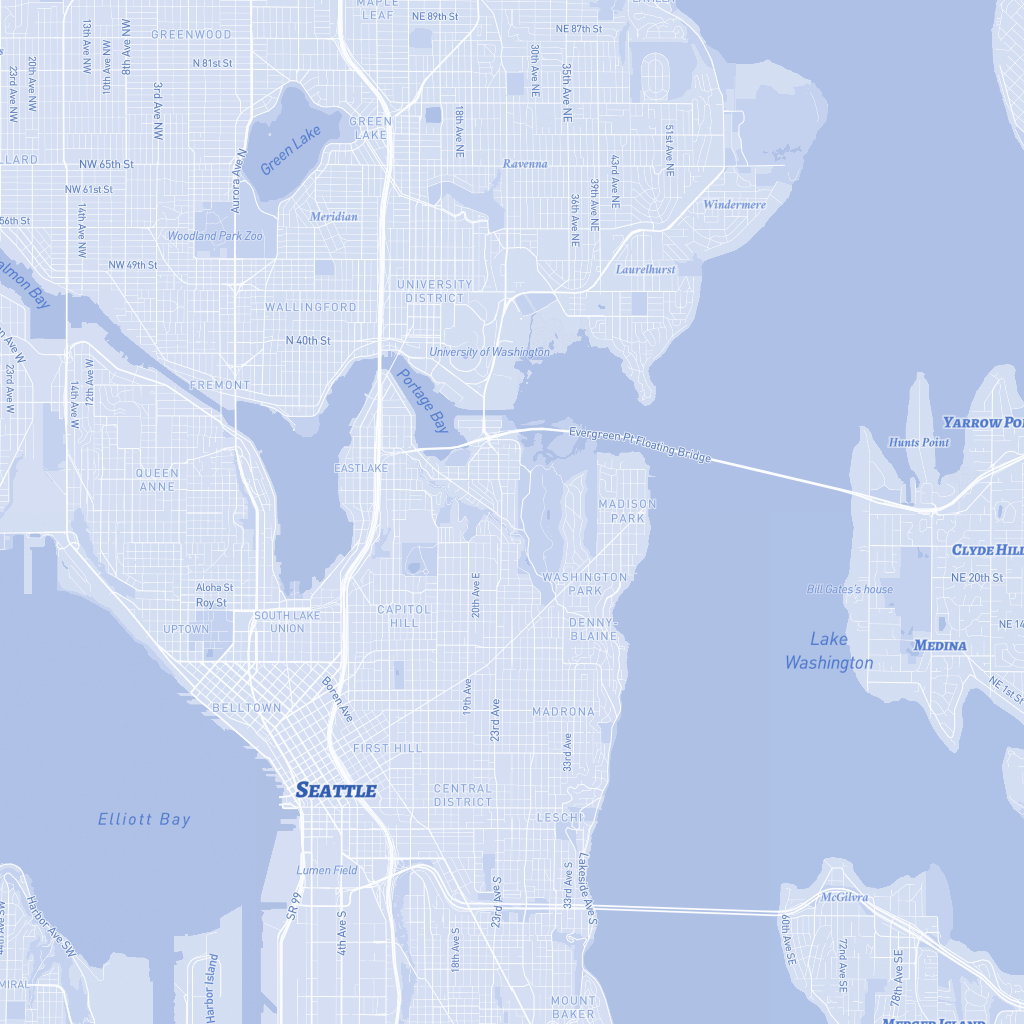 MAPLE
LEAF
NE 89th St
NE 87th St
GREENWOOD
13th Ave NW
8th Ave NW
10th Ave NW
20th Ave NW
23rd Ave NW
N 81st St
3rd Ave NW
30th Ave NE
35th Ave NE
GREEN
LAKE
Green Lake
18th Ave NE
51st Ave NE
LLARD
NW 65th St
Aurora Ave N
Ravenna
43rd Ave NE
39th Ave NE
36th Ave NE
NW 61st St
56th St
14th Ave NW
Meridian
Windermere
Woodland Park Zoo
NW 49th St
Laurelhurst
almon Bay
UNIVERSITY
DISTRICT
WALLINGFORD
N 40th St
University of Washington
n Ave W
23rd Ave W
14th Ave W
12th Ave W
FREMONT
Portage Bay
Evergreen Pt Floating Bridge
YARROW POI
Hunts Point
EASTLAKE
QUEEN
ANNE
MADISON
PARK
CLYDE HILL
NE 20th St
Aloha St
Roy St
20th Ave E
WASHINGTON
PARK
Bill Gates's house
UPTOWN
SOUTH LAKE
UNION
CAPITOL
HILL
DENNY-
BLAINE
NE 14
Lake
Washington
MEDINA
NE 1st St
Boren Ave
19th Ave
23rd Ave
BELLTOWN
MADRONA
FIRST HILL
33rd Ave
SEATTLE
CENTRAL
DISTRICT
Elliott Bay
LESCHI
Lumen Field
Lakeside Ave S
33rd Ave S
23rd Ave S
SR 99
4th Ave S
18th Ave S
McGilvra
60th Ave SE
72nd Ave SE
78th Ave SE
Harbor Ave SW
44th Ave SW
MIRAL
Harbor Island
MOUNT
BAKER
MERCER ISLAND